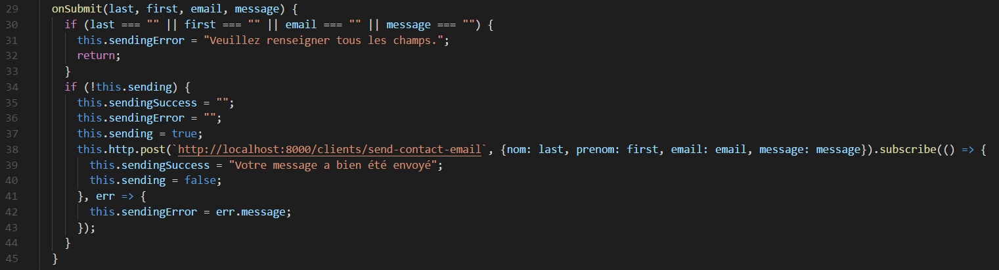 29 onSubmit(last, first, email, message) {
30 if (last === "" || first === "" || email === "" || message === "") {
31 this.sendingError = "Veuillez renseigner tous les champs.";
32 return;
33 }
34 if (!this.sending) {
35 this.sendingSuccess = "";
36 this.sendingError = "";
37 this.sending = true;
38 this.http.post(`http://localhost:8000/clients/send-contact-email`, {nom: last, prenom: first, email: email, message: message}).subscribe(() => {
39 this.sendingSuccess = "Votre message a bien été envoyé";
40 this.sending = false;
41 }, err => {
42 this.sendingError = err.message;
43 });
44 }
45 }